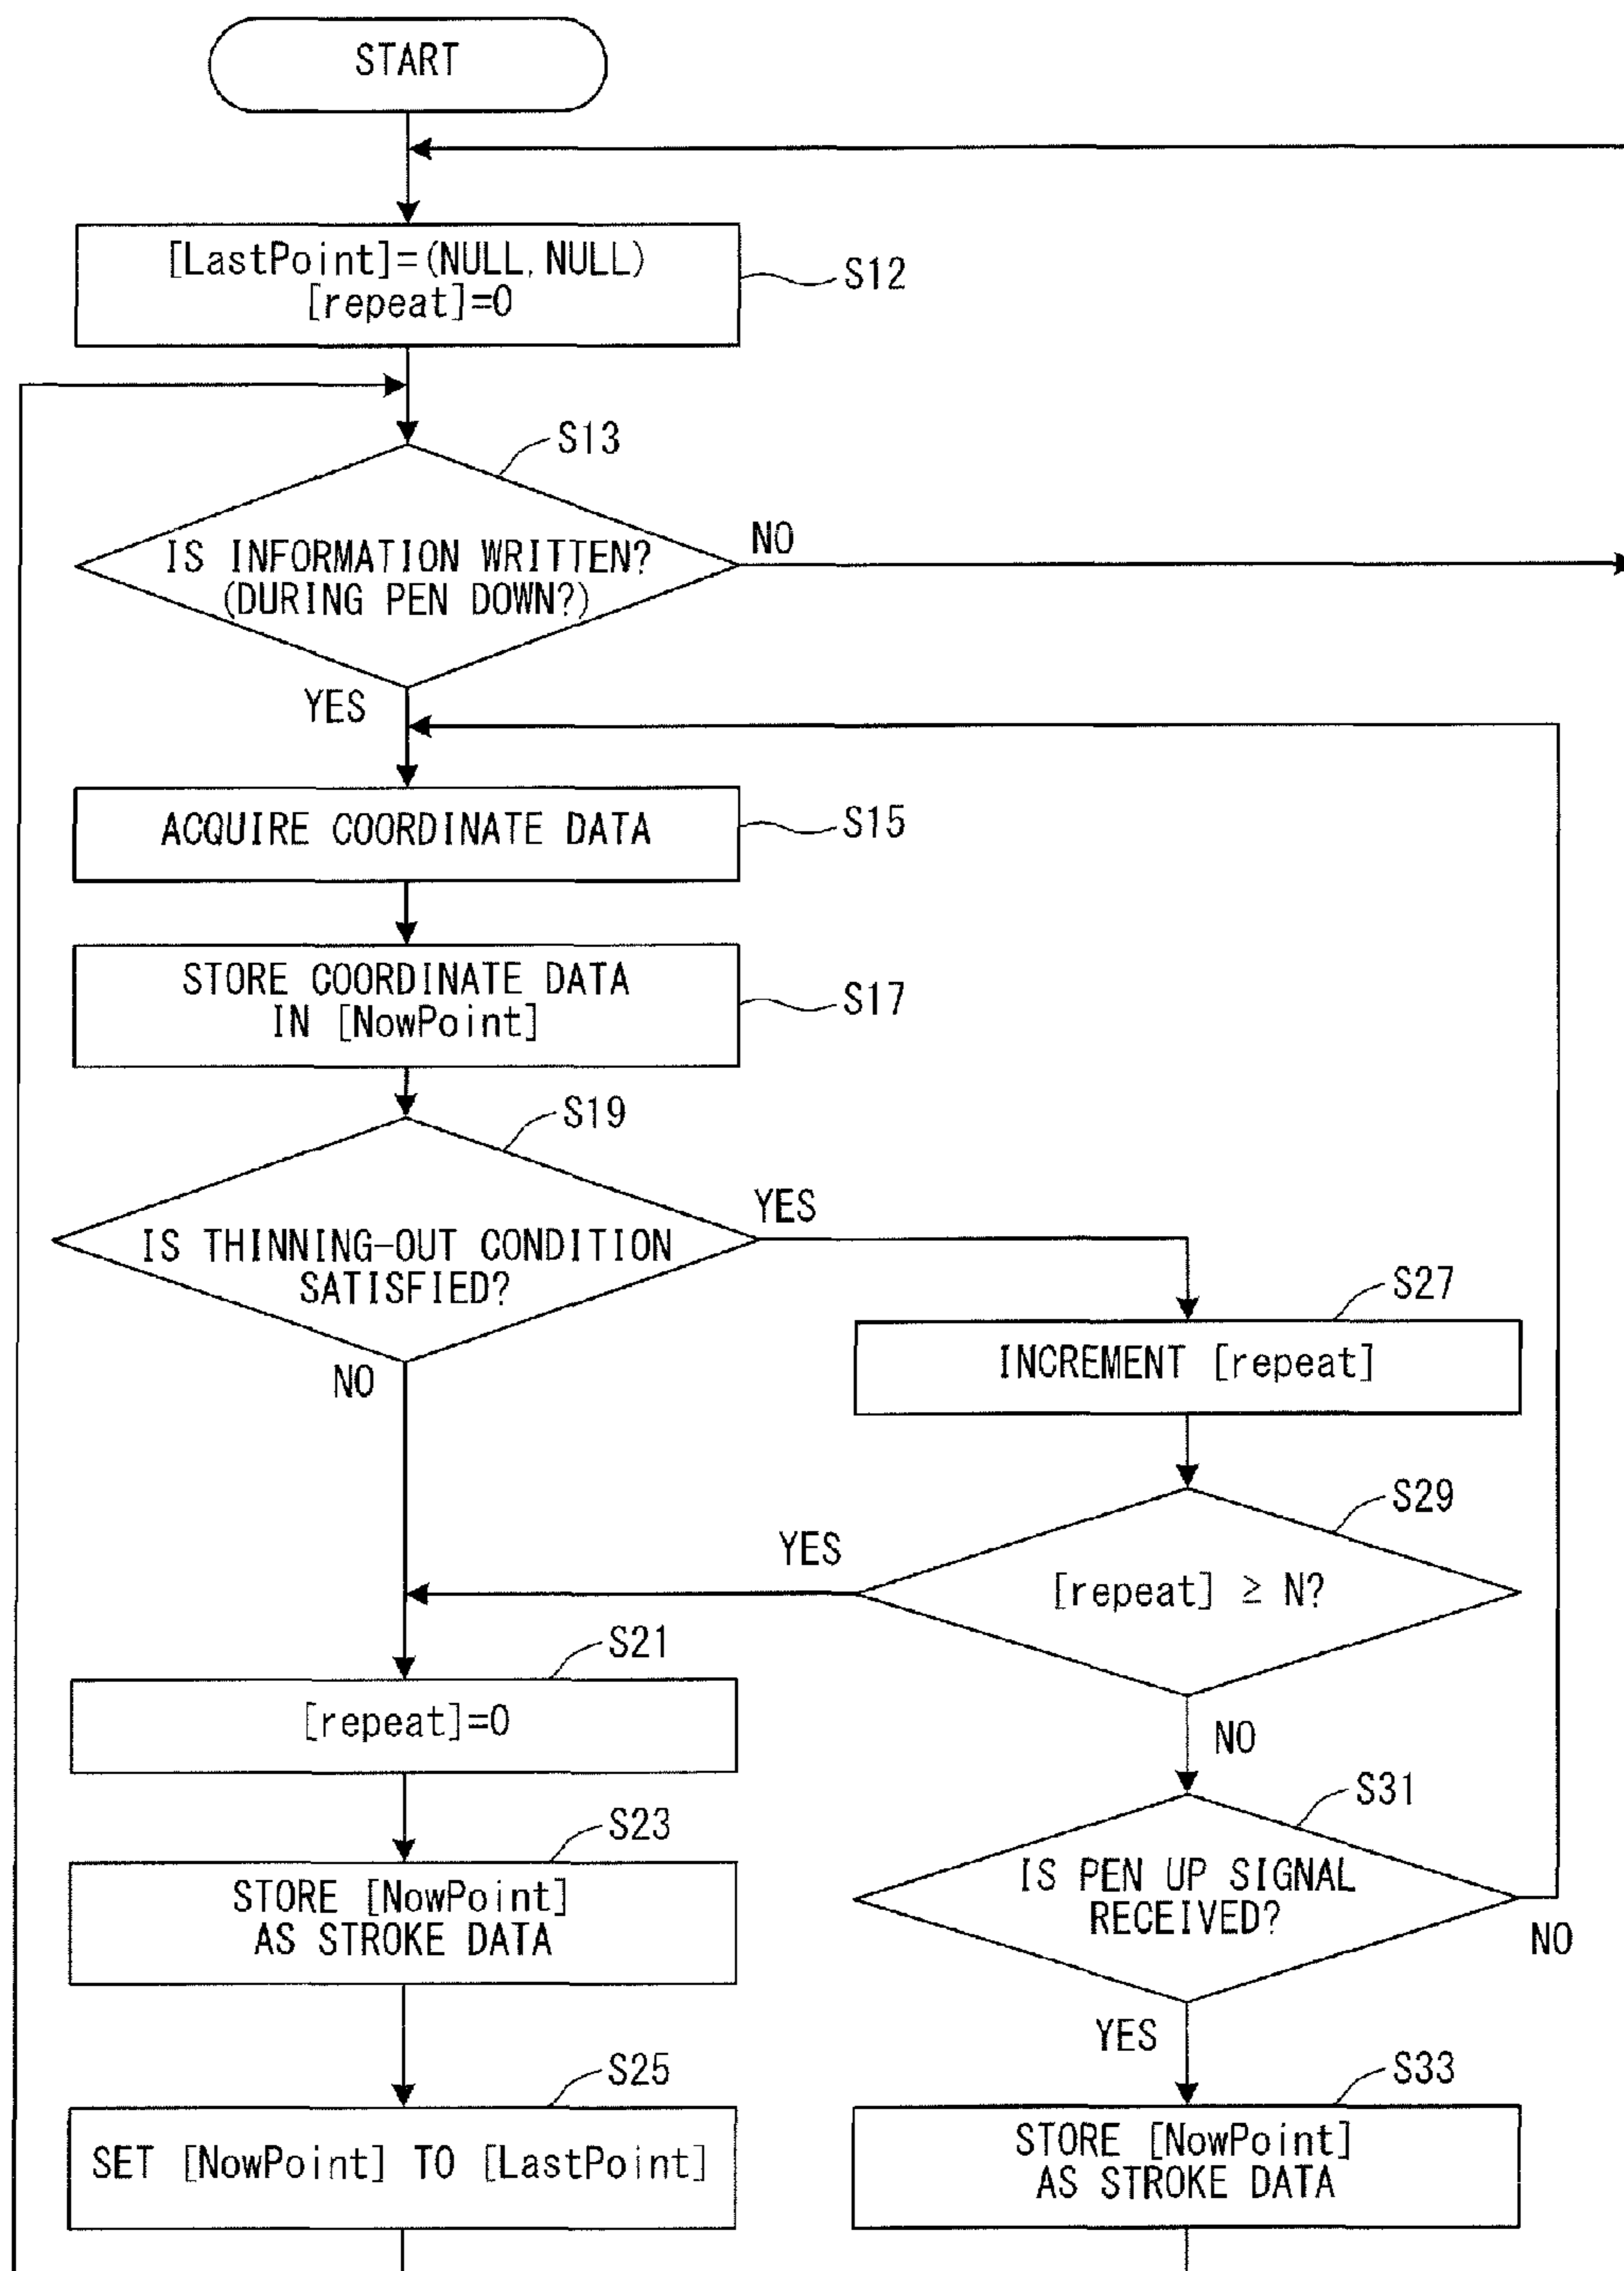 START
[LastPoint]=(NULL, NULL)
[repeat]=0
S12
S13
IS INFORMATION WRITTEN?
(DURING PEN DOWN?)
NO
YES
ACQUIRE COORDINATE DATA
S15
STORE COORDINATE DATA
IN [NowPoint]
S17
S19
IS THINNING-OUT CONDITION
SATISFIED?
YES
NO
S27
INCREMENT [repeat]
S29
[repeat] ≥ N?
YES
NO
S21
[repeat]=0
S31
IS PEN UP SIGNAL
RECEIVED?
NO
YES
S23
STORE [NowPoint]
AS STROKE DATA
S25
SET [NowPoint] TO [LastPoint]
S33
STORE [NowPoint]
AS STROKE DATA